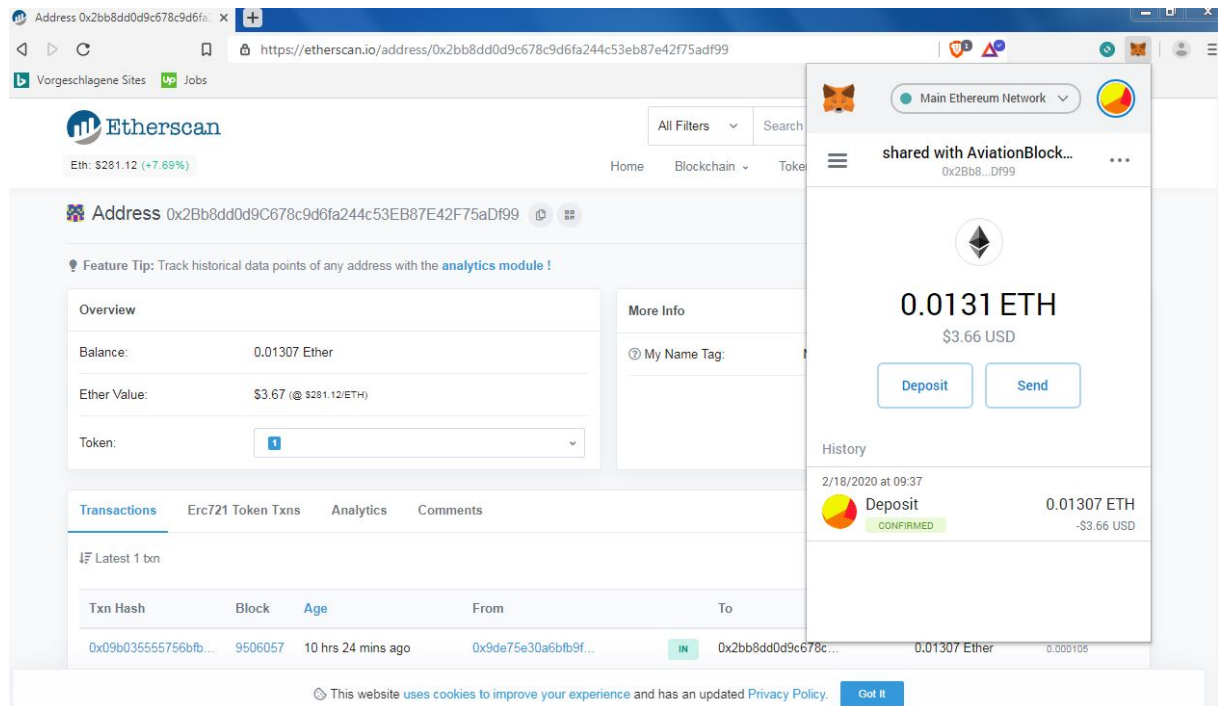 Address 0x2bb8dd0d9c678c9d6fa
https://etherscan.io/address/0x2bb8dd0d9c678c9d6fa244c53eb87e42f75adf99
Vorgeschlagene Sites Up Jobs
Etherscan
All Filters Search
Eth: $281.12 (+7.69%)
Home Blockchain
Address 0x2Bb8dd0d9C678c9d6fa244c53EB87E42F75aDf99
Feature Tip: Track historical data points of any address with the analytics module !
Overview
Balance: 0.01307 Ether
Ether Value: $3.67 (@ $281.12/ETH)
Token: 1
More Info
My Name Tag:
Transactions Erc721 Token Txns Analytics Comments
Latest 1 txn
Txn Hash Block Age From To
0x09b035555756bfb... 9506057 10 hrs 24 mins ago 0x9de75e30a6bfb9f... IN 0x2bb8dd0d9c678c... 0.01307 Ether 0.000105
Main Ethereum Network
shared with AviationBlock...
0x2Bb8...Df99
0.0131 ETH
$3.66 USD
Deposit Send
History
2/18/2020 at 09:37
Deposit 0.01307 ETH
CONFIRMED -$3.66 USD
This website uses cookies to improve your experience and has an updated Privacy Policy. Got It